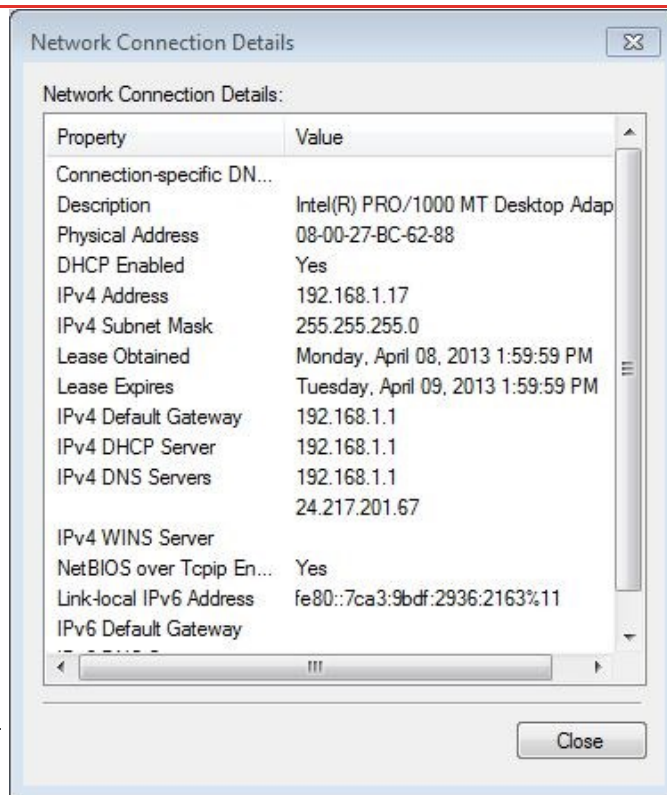 Network Connection Details
Network Connection Details:
Property Value
Connection-specific DN...
Description Intel(R) PRO/1000 MT Desktop Adap
Physical Address 08-00-27-BC-62-88
DHCP Enabled Yes
IPv4 Address 192.168.1.17
IPv4 Subnet Mask 255.255.255.0
Lease Obtained Monday, April 08, 2013 1:59:59 PM
Lease Expires Tuesday, April 09, 2013 1:59:59 PM
IPv4 Default Gateway 192.168.1.1
IPv4 DHCP Server 192.168.1.1
IPv4 DNS Servers 192.168.1.1
24.217.201.67
IPv4 WINS Server
NetBIOS over Tcpip En... Yes
Link-local IPv6 Address fe80::7ca3:9bdf:2936:2163%11
IPv6 Default Gateway
Close